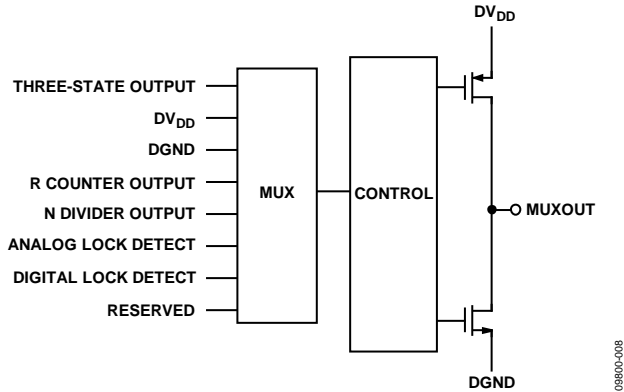 DVDD
THREE-STATE OUTPUT
DVDD
DGND
R COUNTER OUTPUT
N DIVIDER OUTPUT
ANALOG LOCK DETECT
DIGITAL LOCK DETECT
RESERVED
MUX
CONTROL
MUXOUT
DGND
09800-008